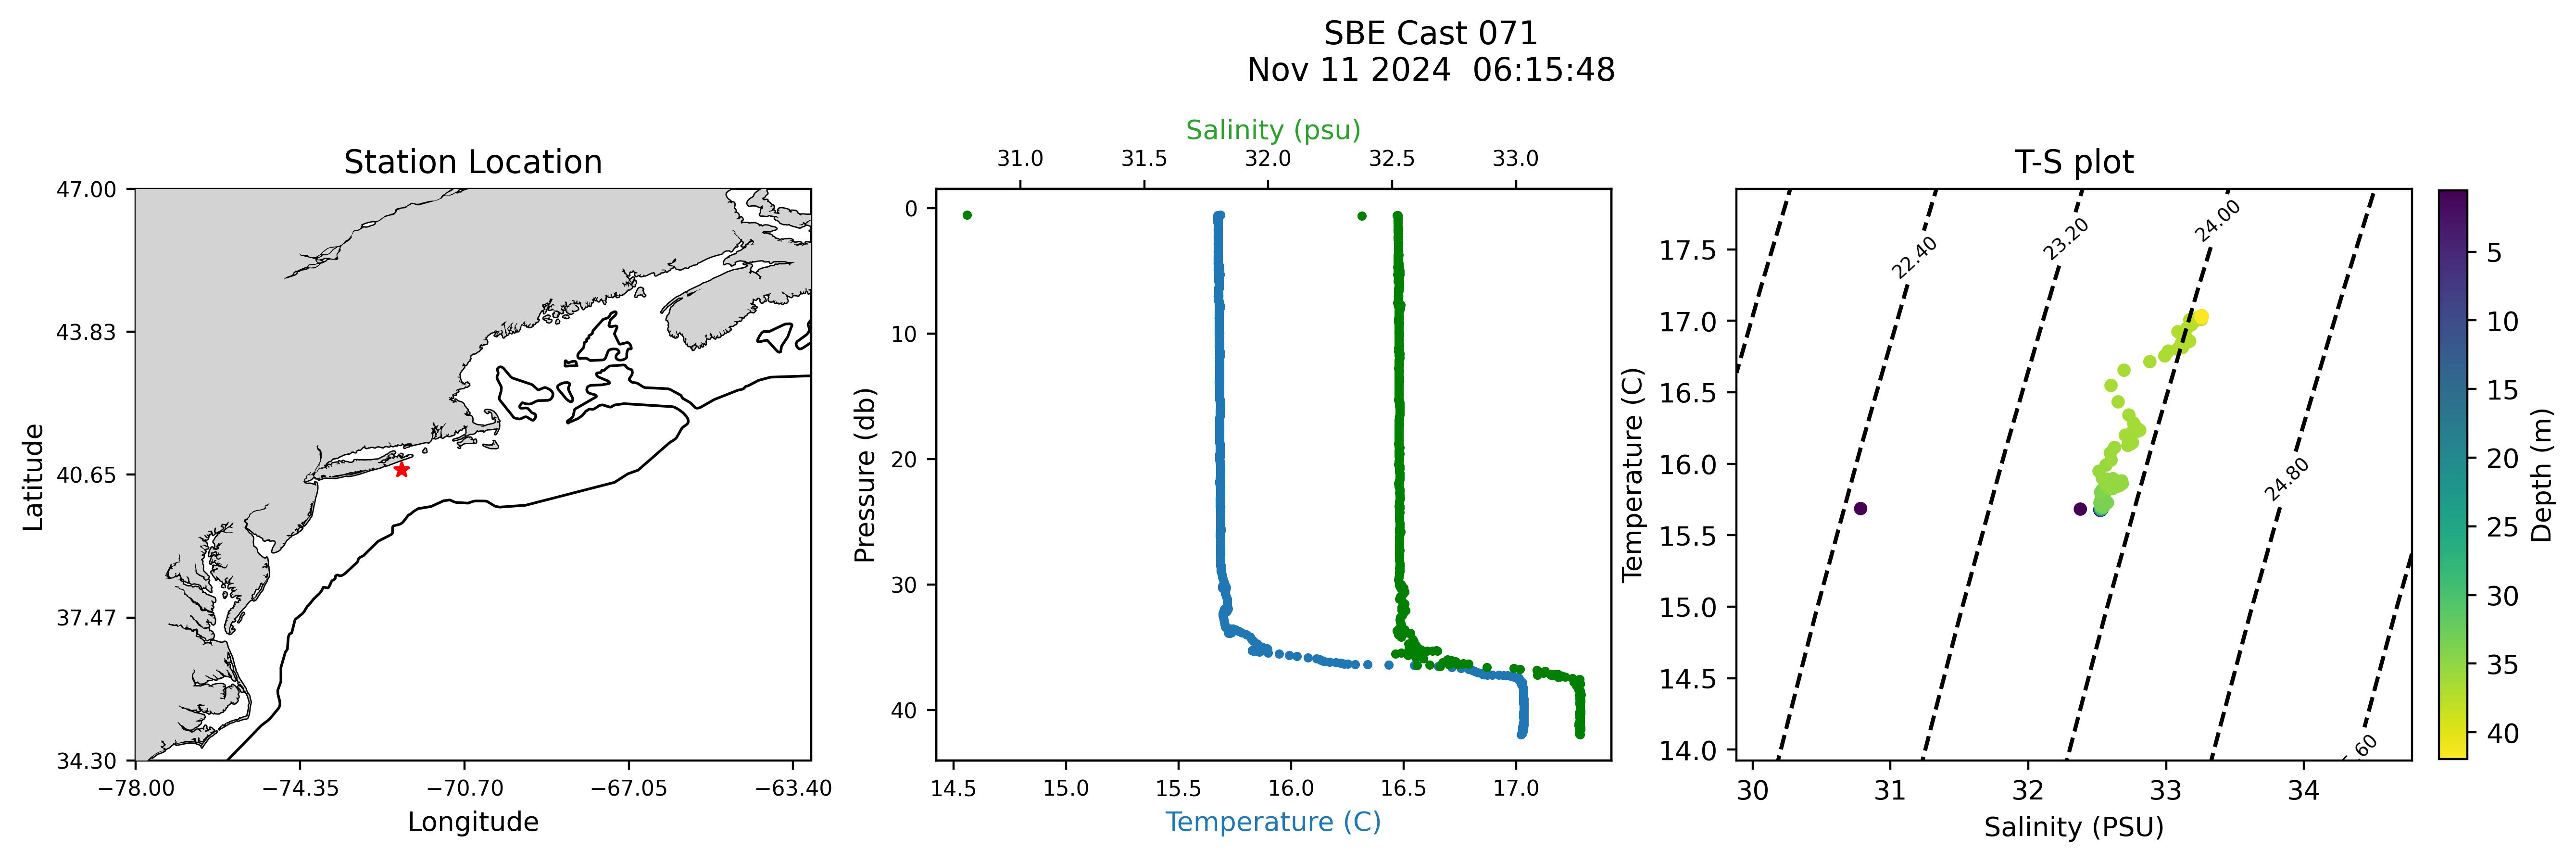 SBE Cast 071
Nov 11 2024  06:15:48
Station Location
47.00
43.83
40.65
37.47
34.30
Latitude
−78.00 −74.35 −70.70 −67.05 −63.40
Longitude
Salinity (psu)
31.0 31.5 32.0 32.5 33.0
0
10
20
30
40
Pressure (db)
14.5 15.0 15.5 16.0 16.5 17.0
Temperature (C)
T-S plot
17.5
17.0
16.5
16.0
15.5
15.0
14.5
14.0
Temperature (C)
22.40
23.20
24.00
24.80
60
30 31 32 33 34
Salinity (PSU)
5
10
15
20
25
30
35
40
Depth (m)